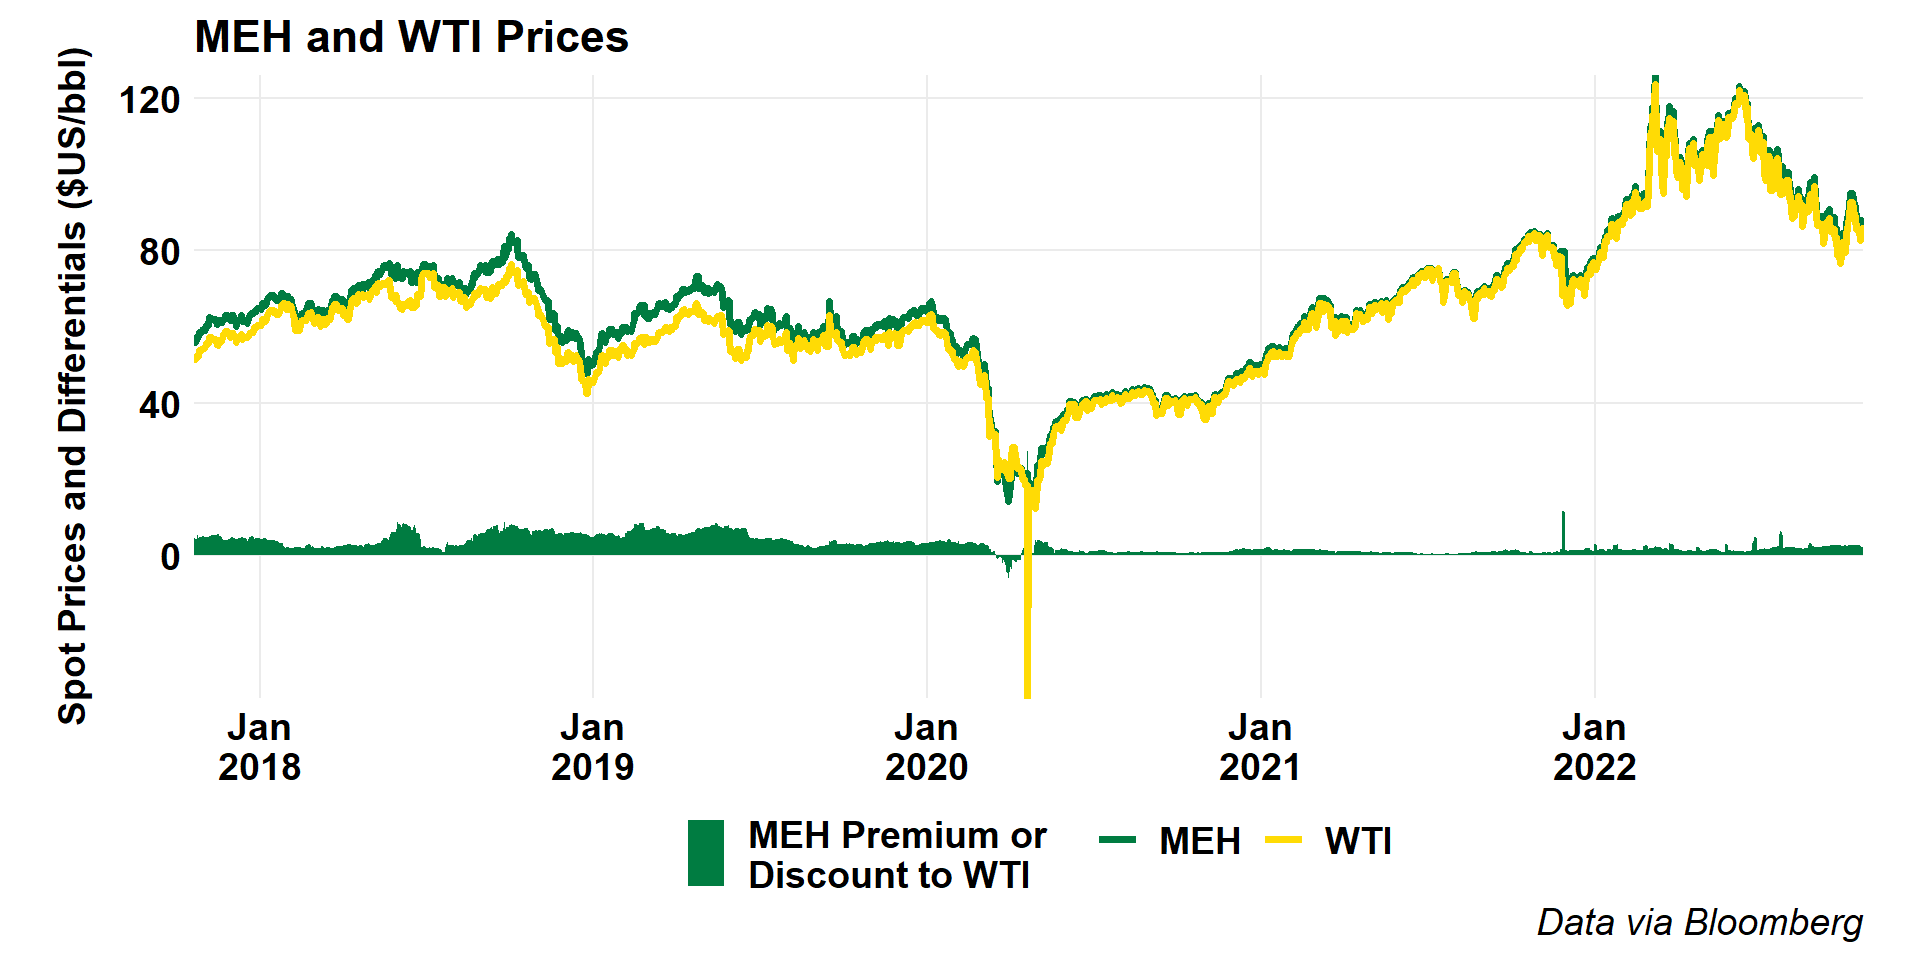 MEH and WTI Prices
Spot Prices and Differentials ($US/bbl)
120
80
40
0
Jan
2018
Jan
2019
Jan
2020
Jan
2021
Jan
2022
MEH Premium or
Discount to WTI
MEH
WTI
Data via Bloomberg